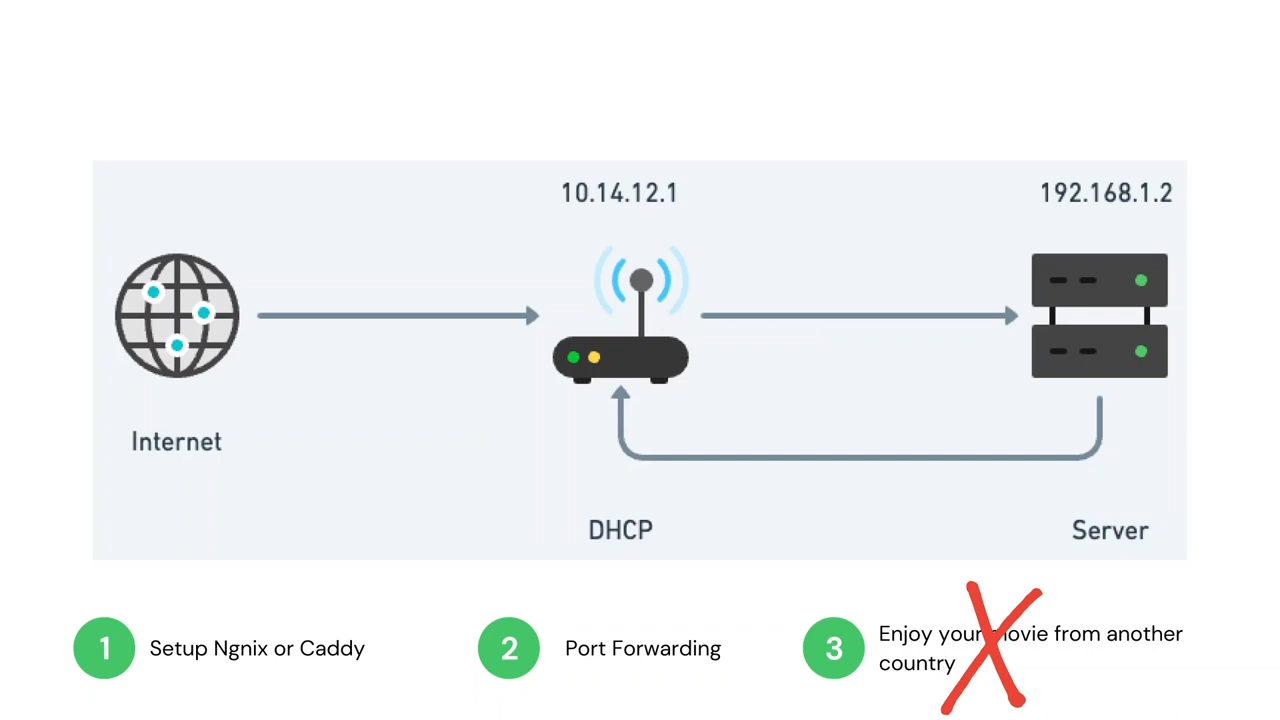 10.14.12.1
192.168.1.2
Internet
DHCP
Server
1 Setup Ngnix or Caddy
2 Port Forwarding
3 Enjoy your movie from another
country